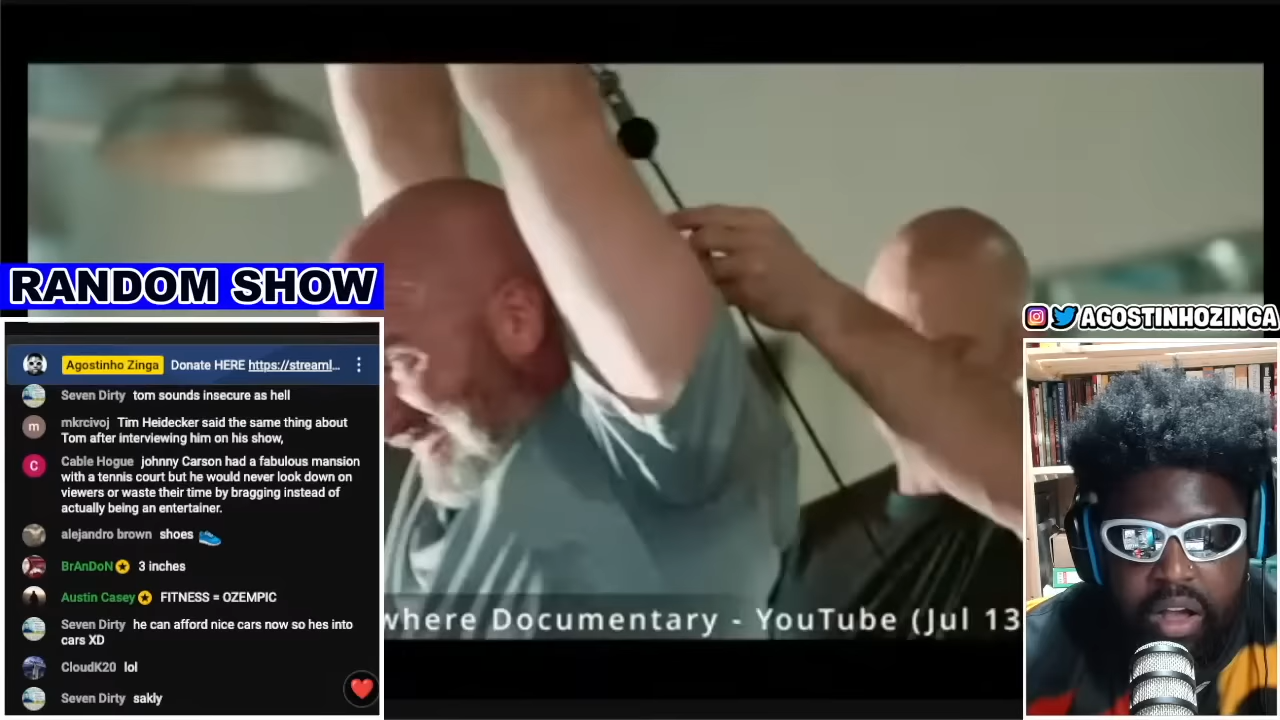 RANDOM SHOW
AGOSTINHOZINGA
Agostinho Zinga Donate HERE https://streaml...
Seven Dirty tom sounds insecure as hell
m
mkrcivoj Tim Heidecker said the same thing about
Tom after interviewing him on his show,
C
Cable Hogue johnny Carson had a fabulous mansion
with a tennis court but he would never look down on
viewers or waste their time by bragging instead of
actually being an entertainer.
alejandro brown shoes
BrAnDoN 3 inches
Austin Casey FITNESS = OZEMPIC
Seven Dirty he can afford nice cars now so hes into
cars XD
CloudK20 lol
Seven Dirty sakly
where Documentary - YouTube (Jul 13